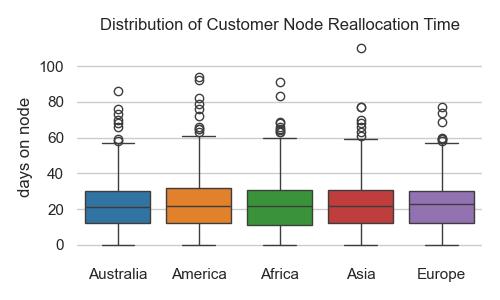 Distribution of Customer Node Reallocation Time
days on node
100
80
60
40
20
0
Australia America Africa Asia Europe